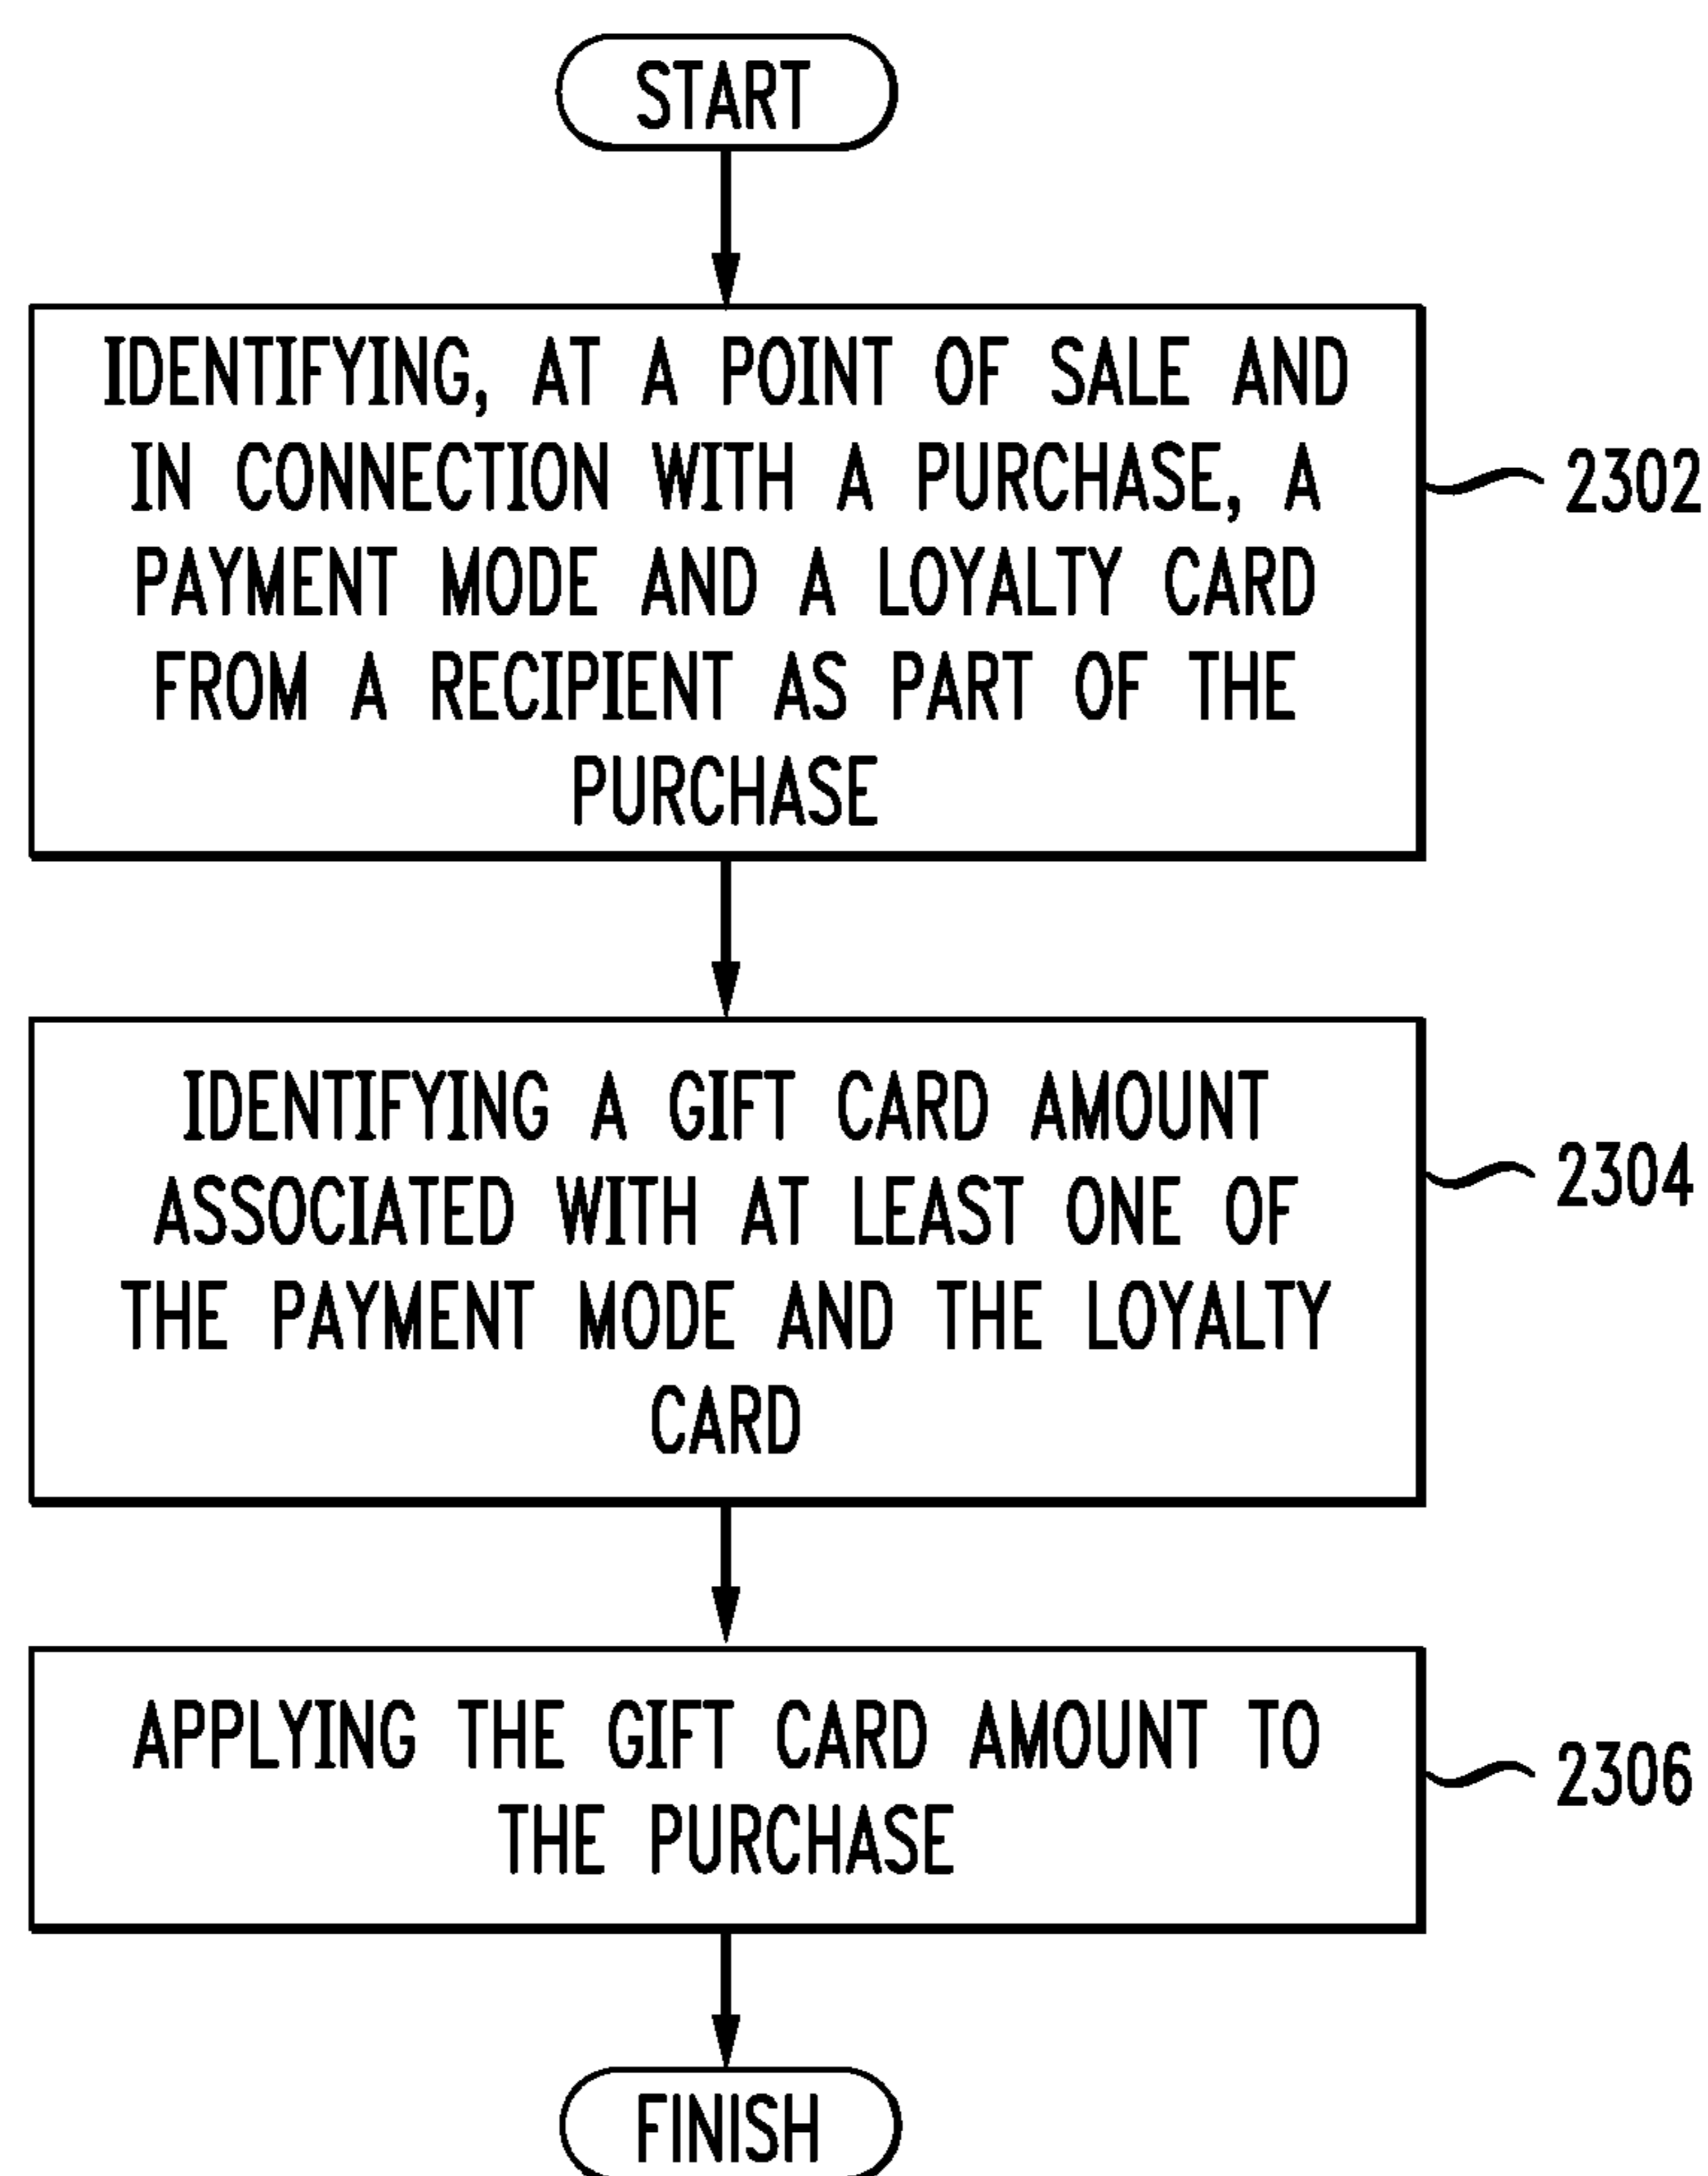 START
IDENTIFYING, AT A POINT OF SALE AND
IN CONNECTION WITH A PURCHASE, A
PAYMENT MODE AND A LOYALTY CARD
FROM A RECIPIENT AS PART OF THE
PURCHASE
2302
IDENTIFYING A GIFT CARD AMOUNT
ASSOCIATED WITH AT LEAST ONE OF
THE PAYMENT MODE AND THE LOYALTY
CARD
2304
APPLYING THE GIFT CARD AMOUNT TO
THE PURCHASE
2306
FINISH